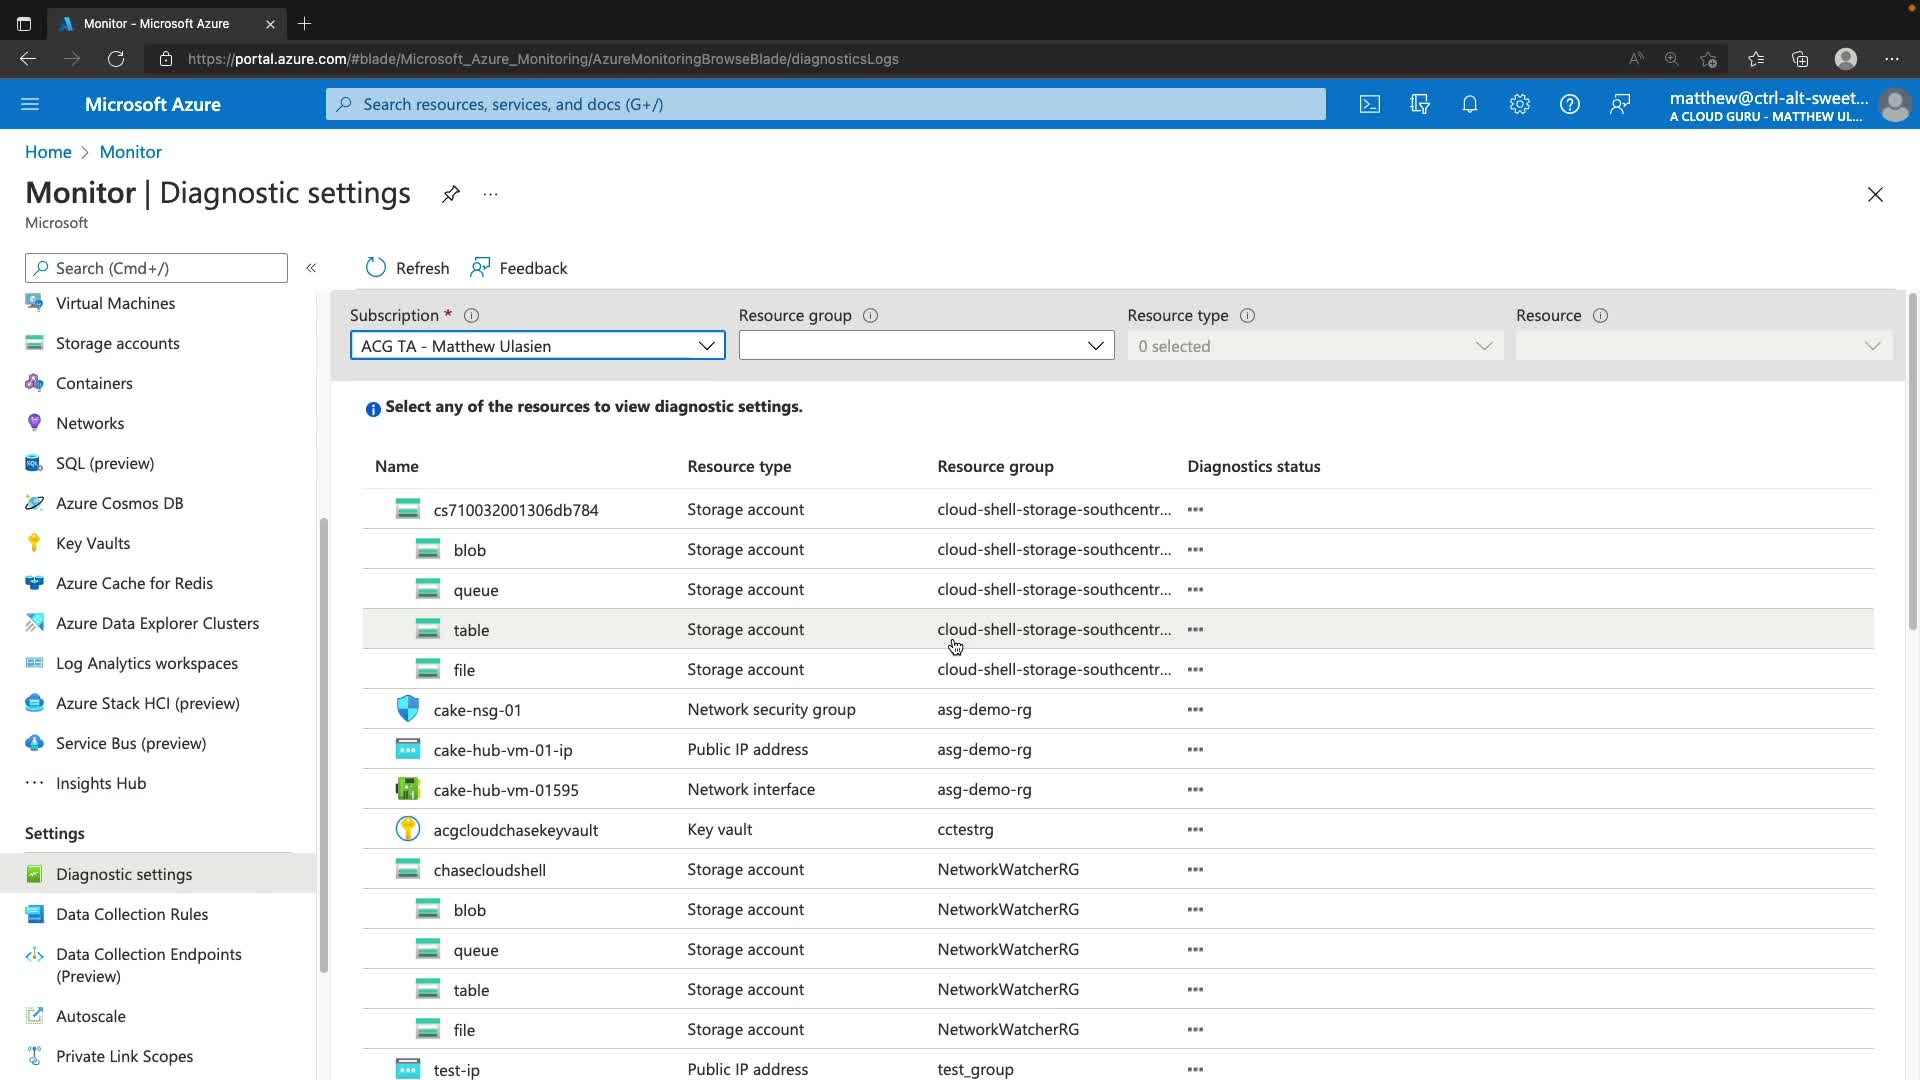 Monitor - Microsoft Azure
https://portal.azure.com/#blade/Microsoft_Azure_Monitoring/AzureMonitoringBrowseBlade/diagnosticsLogs
Microsoft Azure
Search resources, services, and docs (G+/)
matthew@ctrl-alt-sweet...
A CLOUD GURU - MATTHEW UL...
Home > Monitor
Monitor | Diagnostic settings
Microsoft
Search (Cmd+/)
Virtual Machines
Storage accounts
Containers
Networks
SQL (preview)
Azure Cosmos DB
Key Vaults
Azure Cache for Redis
Azure Data Explorer Clusters
Log Analytics workspaces
Azure Stack HCI (preview)
Service Bus (preview)
Insights Hub
Settings
Diagnostic settings
Data Collection Rules
Data Collection Endpoints
(Preview)
Autoscale
Private Link Scopes
Refresh Feedback
Subscription * Resource group Resource type Resource
ACG TA - Matthew Ulasien 0 selected
Select any of the resources to view diagnostic settings.
Name Resource type Resource group Diagnostics status
cs710032001306db784 Storage account cloud-shell-storage-southcentr...
blob Storage account cloud-shell-storage-southcentr...
queue Storage account cloud-shell-storage-southcentr...
table Storage account cloud-shell-storage-southcentr...
file Storage account cloud-shell-storage-southcentr...
cake-nsg-01 Network security group asg-demo-rg
cake-hub-vm-01-ip Public IP address asg-demo-rg
cake-hub-vm-01595 Network interface asg-demo-rg
acgcloudchasekeyvault Key vault cctestrg
chasecloudshell Storage account NetworkWatcherRG
blob Storage account NetworkWatcherRG
queue Storage account NetworkWatcherRG
table Storage account NetworkWatcherRG
file Storage account NetworkWatcherRG
test-ip Public IP address test_group